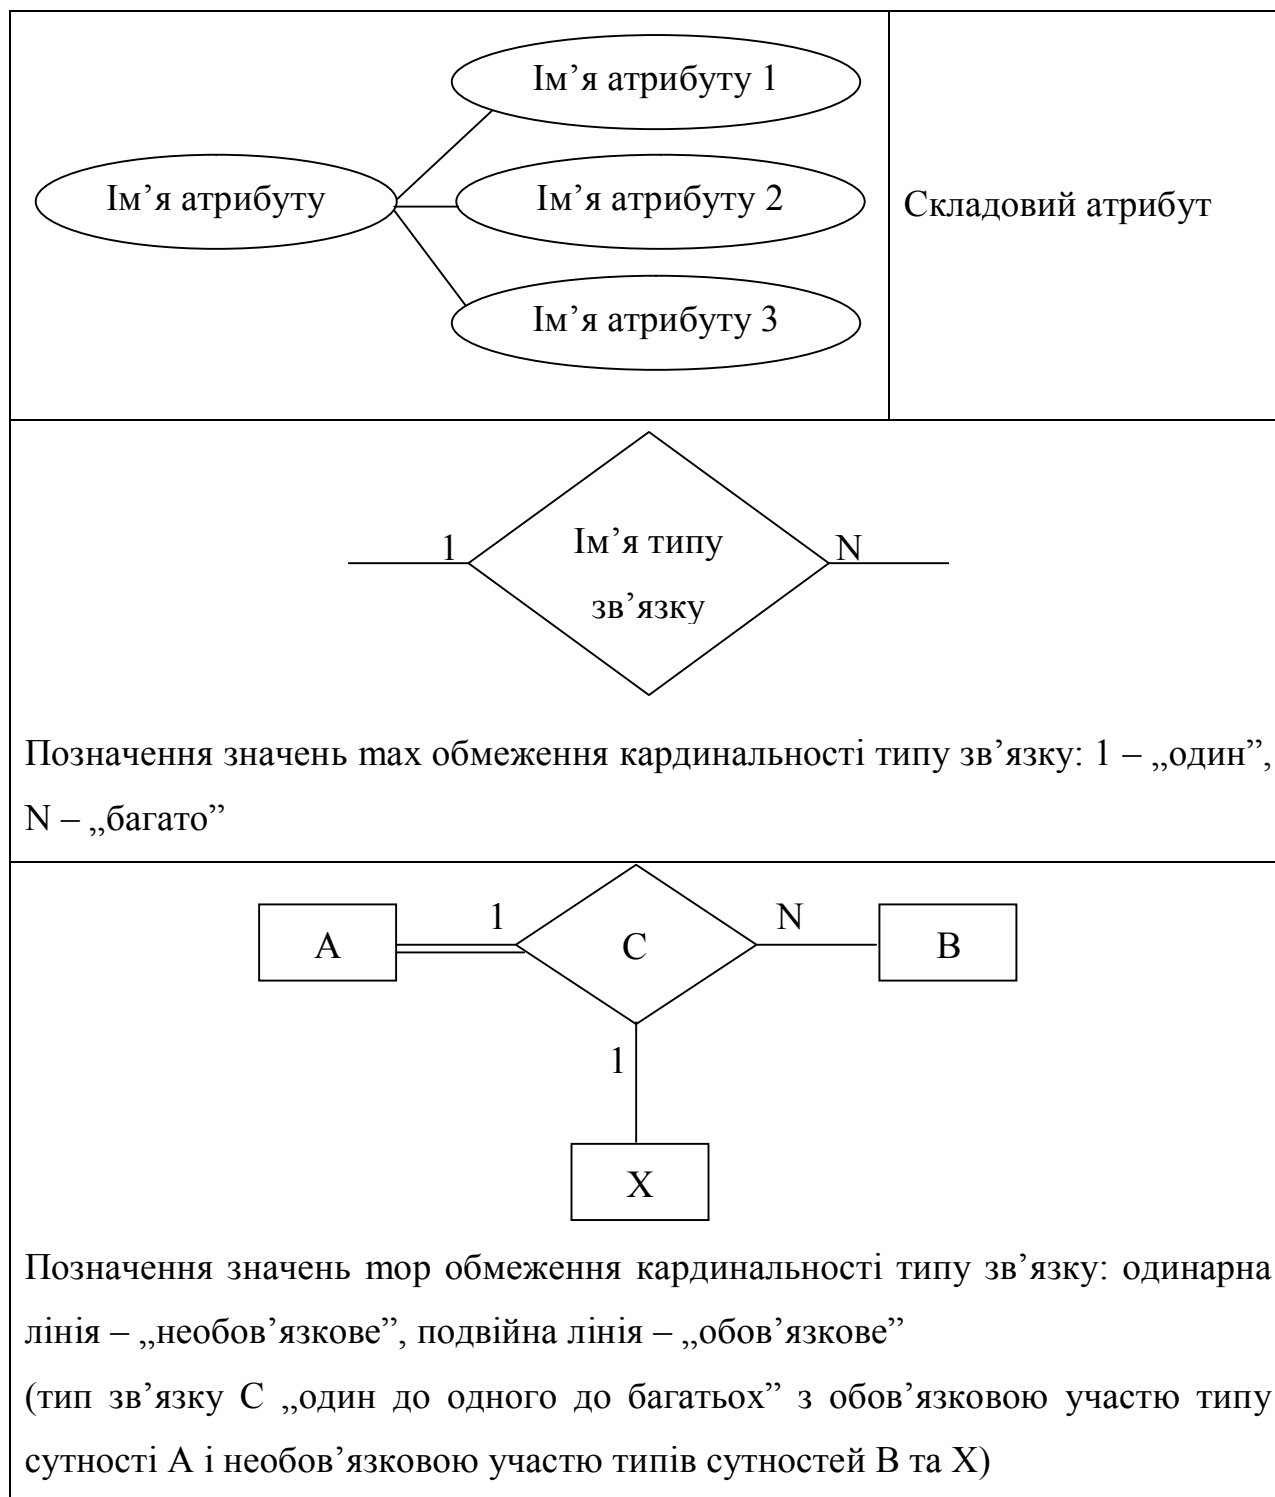 Ім’я атрибуту 1
Ім’я атрибуту
Ім’я атрибуту 2
Складовий атрибут
Ім’я атрибуту 3
1
Ім’я типу
N
зв’язку
Позначення значень max обмеження кардинальності типу зв’язку: 1 – „один”,
N – „багато”
1
N
A
C
B
1
X
Позначення значень mop обмеження кардинальності типу зв’язку: одинарна
лінія – „необов’язкове”, подвійна лінія – „обов’язкове”
(тип зв’язку C „один до одного до багатьох” з обов’язковою участю типу
сутності A і необов’язковою участю типів сутностей B та X)